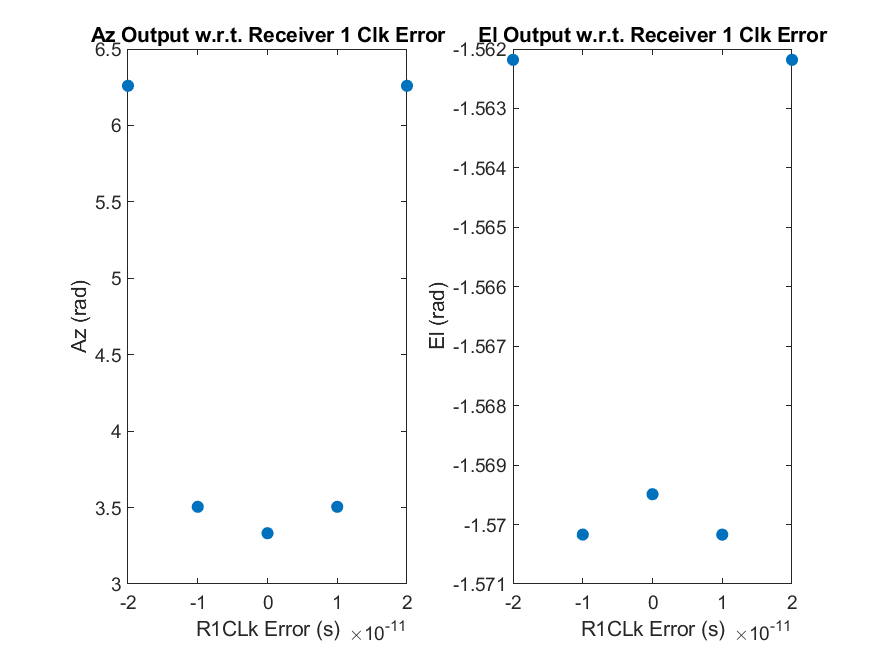 Az Output w.r.t. Receiver 1 Clk Error
6.5
6
5.5
5
4.5
4
3.5
3
Az (rad)
-2 -1 0 1 2
R1CLk Error (s) ×10-11
El Output w.r.t. Receiver 1 Clk Error
-1.562
-1.563
-1.564
-1.565
-1.566
-1.567
-1.568
-1.569
-1.57
-1.571
El (rad)
-2 -1 0 1 2
R1CLk Error (s) ×10-11